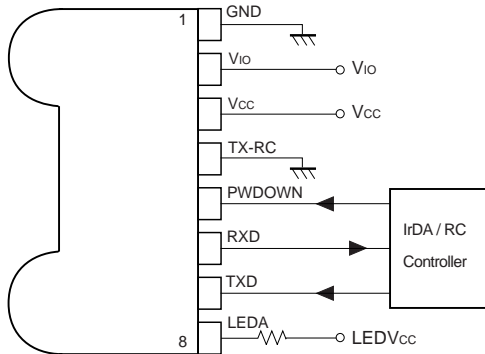 1 GND
VIO VIO
VCC VCC
TX-RC
PWDOWN
IrDA / RC
RXD
Controller
TXD
8 LEDA LEDVCC